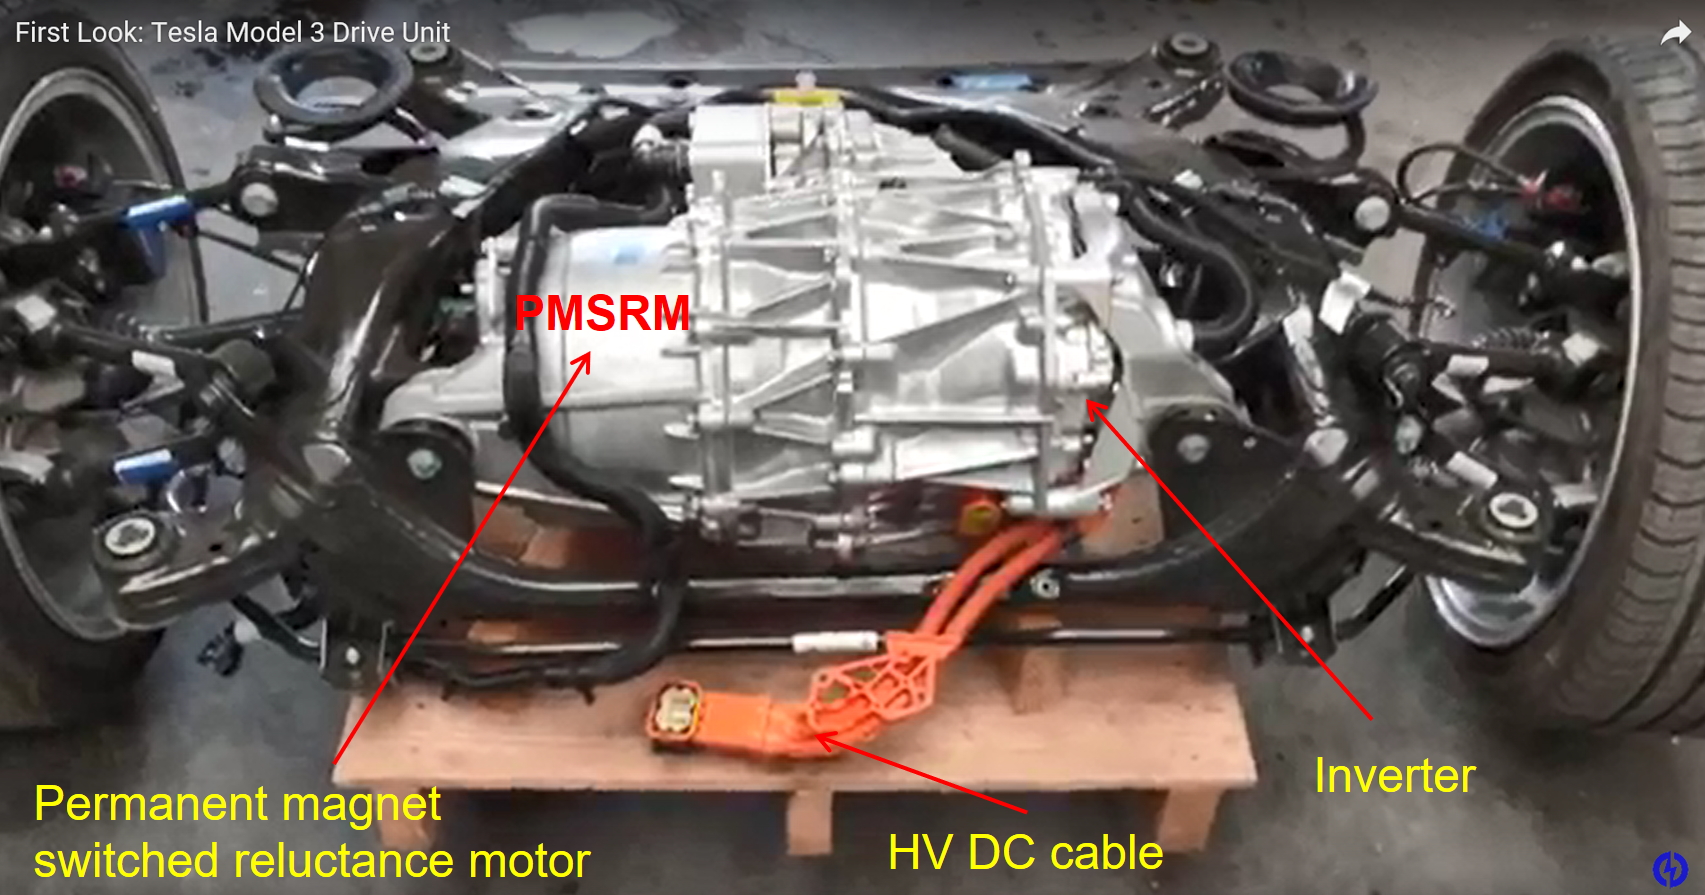 First Look: Tesla Model 3 Drive Unit
PMSRM
Inverter
Permanent magnet
switched reluctance motor
HV DC cable